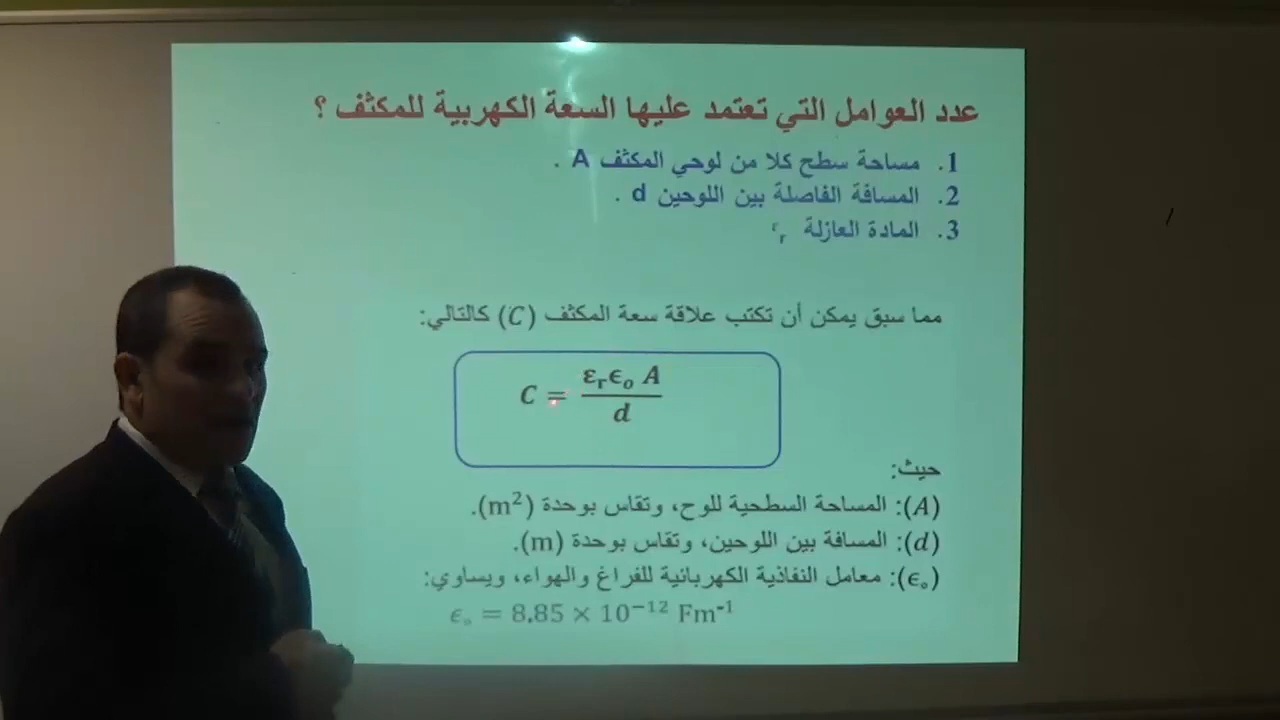 عدد العوامل التي تعتمد عليها السعة الكهربية للمكثف ؟
1. مساحة سطح كلا من لوحي المكثف A .
2. المسافة الفاصلة بين اللوحين d .
3. المادة العازلة εr
مما سبق يمكن أن تكتب علاقة سعة المكثف (C) كالتالي:
C = εrϵo A / d
حيث:
(A): المساحة السطحية للوح، وتقاس بوحدة (m²).
(d): المسافة بين اللوحين، وتقاس بوحدة (m).
(ϵ∘): معامل النفاذية الكهربائية للفراغ والهواء، ويساوي:
ϵ∘ = 8.85 × 10⁻¹² Fm⁻¹